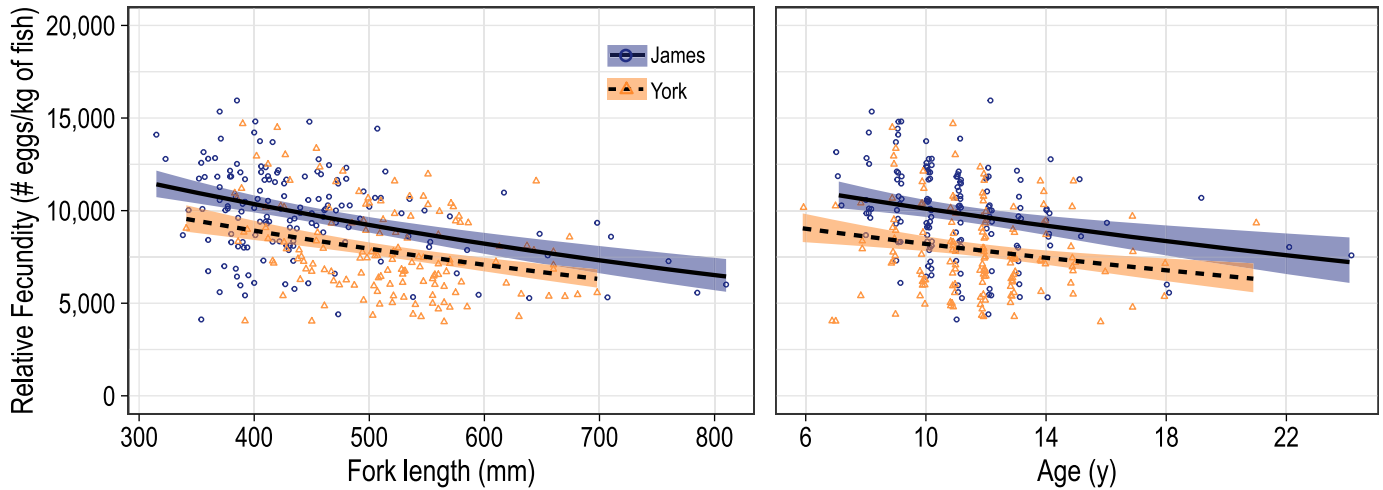 Relative Fecundity (# eggs/kg of fish)
20,000
15,000
10,000
5,000
0
James
York
300 400 500 600 700 800
Fork length (mm)
6 10 14 18 22
Age (y)